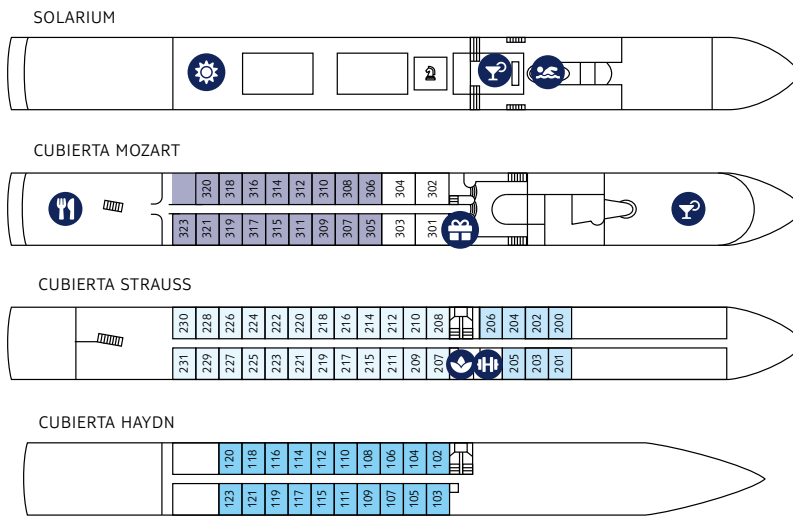 SOLARIUM
CUBIERTA MOZART
320 318 316 314 312 310 308 306 304 302
323 321 319 317 315 311 309 307 305 303 301
CUBIERTA STRAUSS
230 228 226 224 222 220 218 216 214 212 210 208 206 204 202 200
231 229 227 225 223 221 219 217 215 211 209 207 205 203 201
CUBIERTA HAYDN
120 118 116 114 112 110 108 106 104 102
123 121 119 117 115 111 109 107 105 103